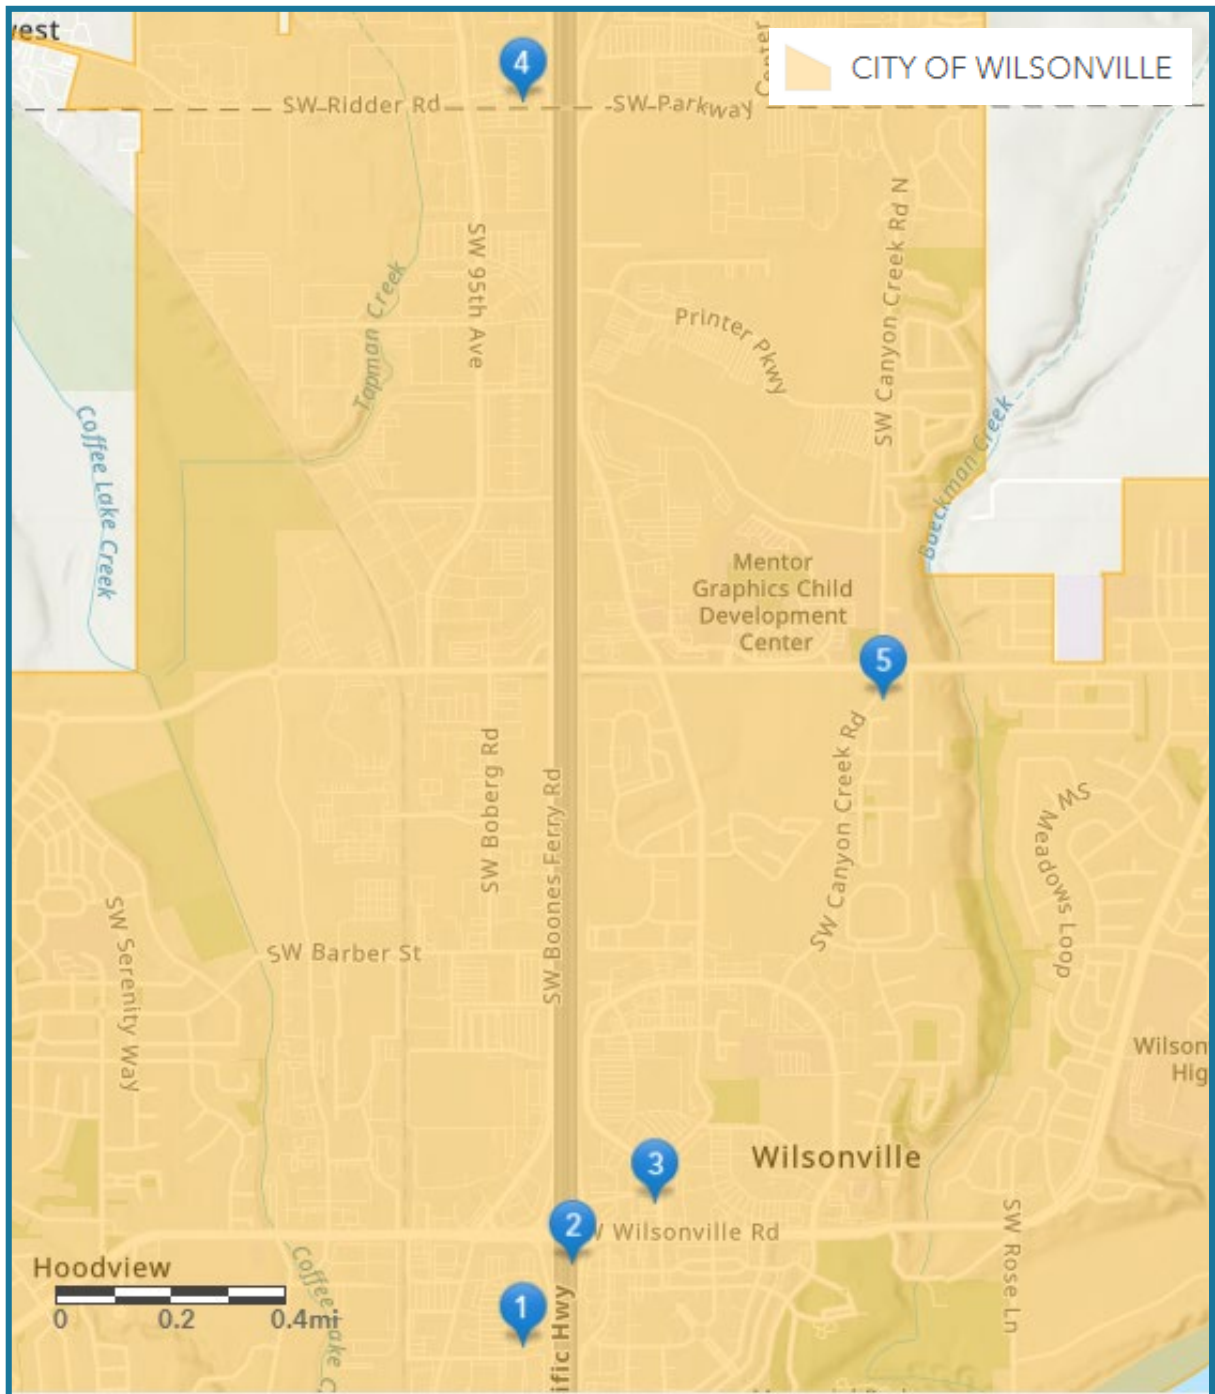 est
4
Center
CITY OF WILSONVILLE
SW Ridder Rd
SW Parkway
SW 95th Ave
SW Canyon Creek Rd N
Tapman Creek
Printer Pkwy
Coffee Lake Creek
Boeckman Creek
Mentor
Graphics Child
Development
Center
5
SW Boberg Rd
SW Boones Ferry Rd
SW Canyon Creek Rd
SW Meadows Loop
SW Serenity Way
SW Barber St
Wilson
Hig
3
Wilsonville
2
W Wilsonville Rd
SW Rose Ln
Hoodview
Coffee Lake C
0 0.2 0.4mi
1
ific Hwy